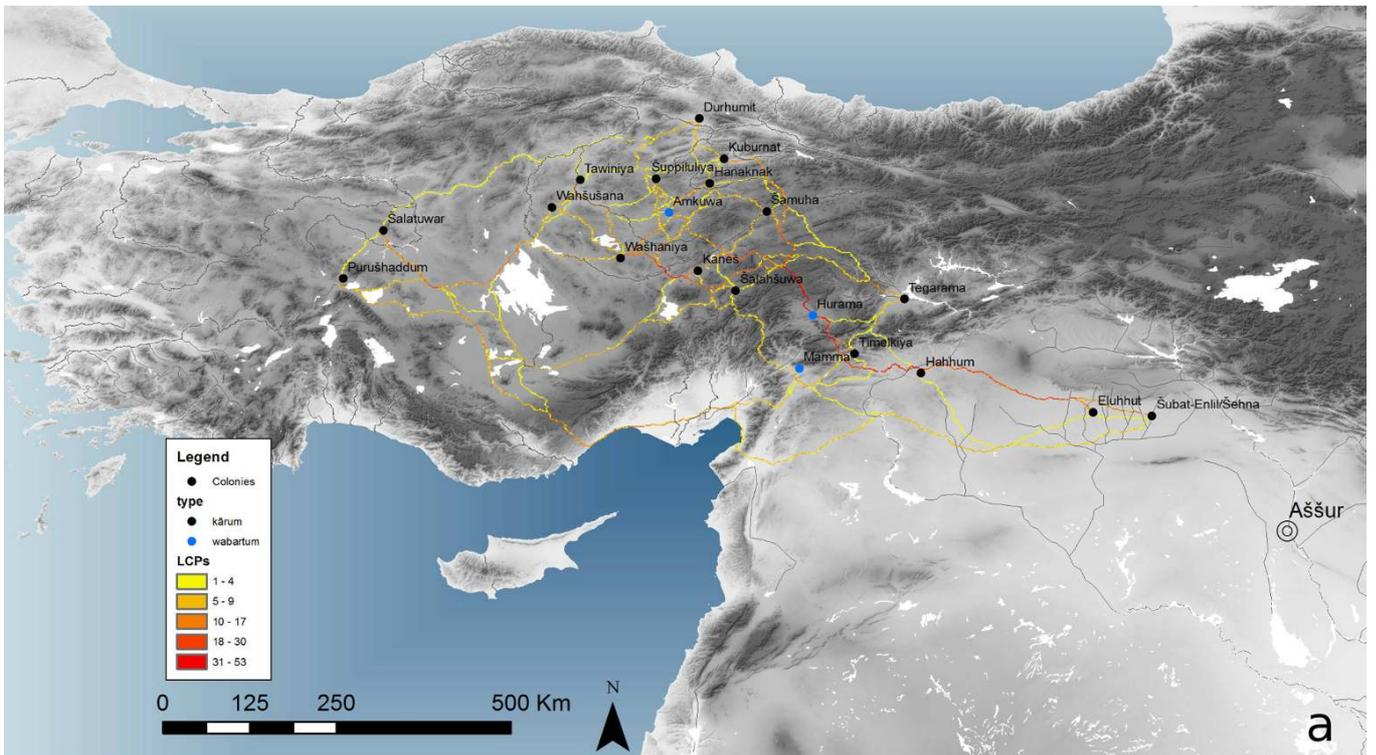 Durhumit
Kuburnat
Tawiniya
Šuppiluliya
Hanaknak
Wahšušana
Amkuwa
Šamuha
Šalatuwar
Wašhaniya
Kaneš
Purušhaddum
Šalahšuwa
Tegarama
Hurama
Timelkiya
Mamma
Hahhum
Eluhhut
Šubat-Enlil/Šehna
Aššur
Legend
Colonies
type
kārum
wabartum
LCPs
1 - 4
5 - 9
10 - 17
18 - 30
31 - 53
0 125 250 500 Km
N
a